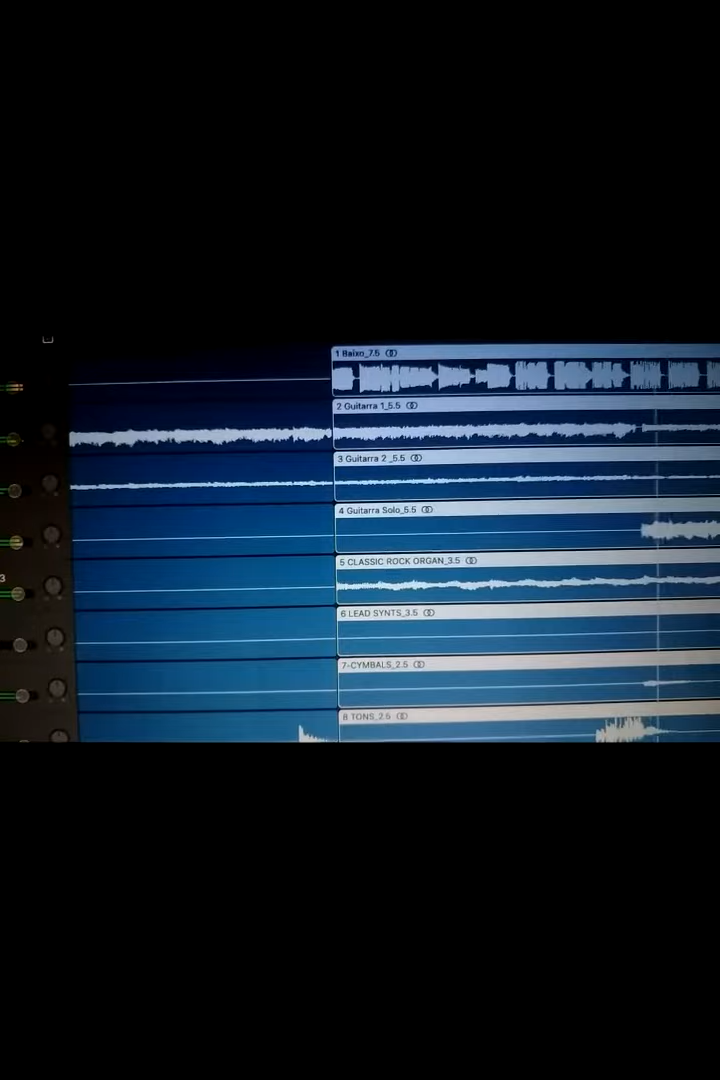 1 Baixo_7.5
2 Guitarra 1_5.5
3 Guitarra 2 _5.5
4 Guitarra Solo_5.5
3
5 CLASSIC ROCK ORGAN_3.5
6 LEAD SYNTS_3.5
7-CYMBALS_2.5
8 TONS_2.5